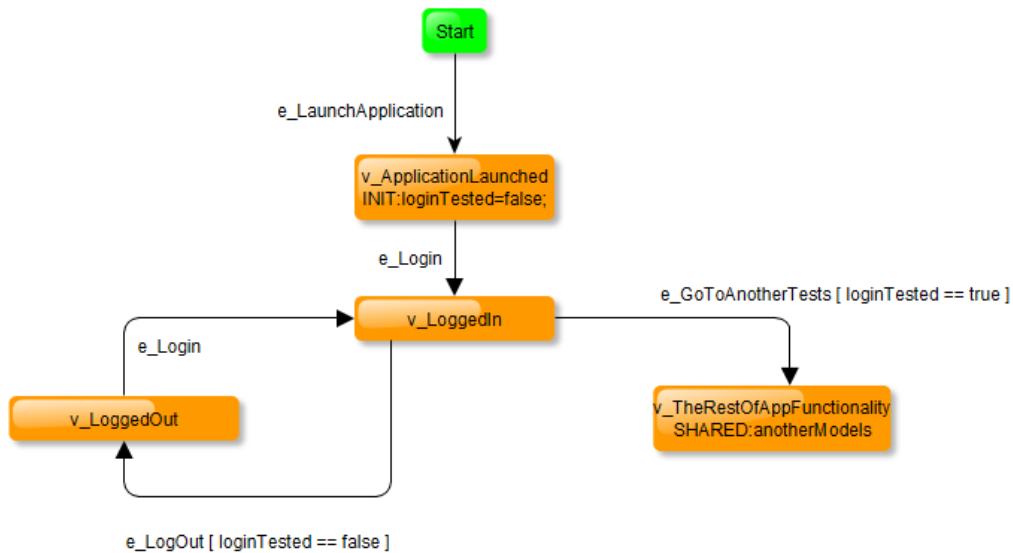 Start
e_LaunchApplication
v_ApplicationLaunched
INIT:loginTested=false;
e_Login
e_GoToAnotherTests [ loginTested == true ]
v_LoggedIn
e_Login
v_LoggedOut
v_TheRestOfAppFunctionality
SHARED:anotherModels
e_LogOut [ loginTested == false ]